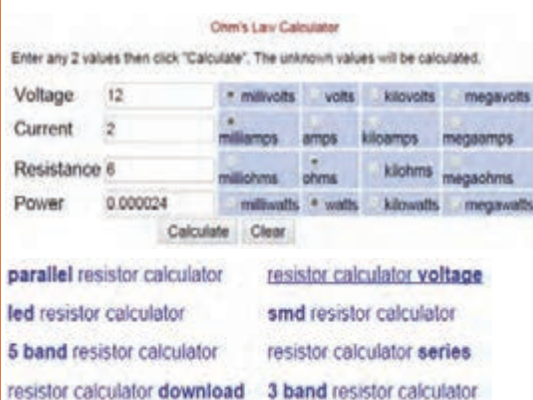 Ohm's Law Calculator
Enter any 2 values then click "Calculate". The unknown values will be calculated.
Voltage 12 millivolts volts kilovolts megavolts
Current 2 milliamps amps kiloamps megaamps
Resistance 6 milliohms ohms kilohms megaohms
Power 0.000024 milliwatts watts kilowatts megawatts
Calculate Clear
parallel resistor calculator resistor calculator voltage
led resistor calculator smd resistor calculator
5 band resistor calculator resistor calculator series
resistor calculator download 3 band resistor calculator